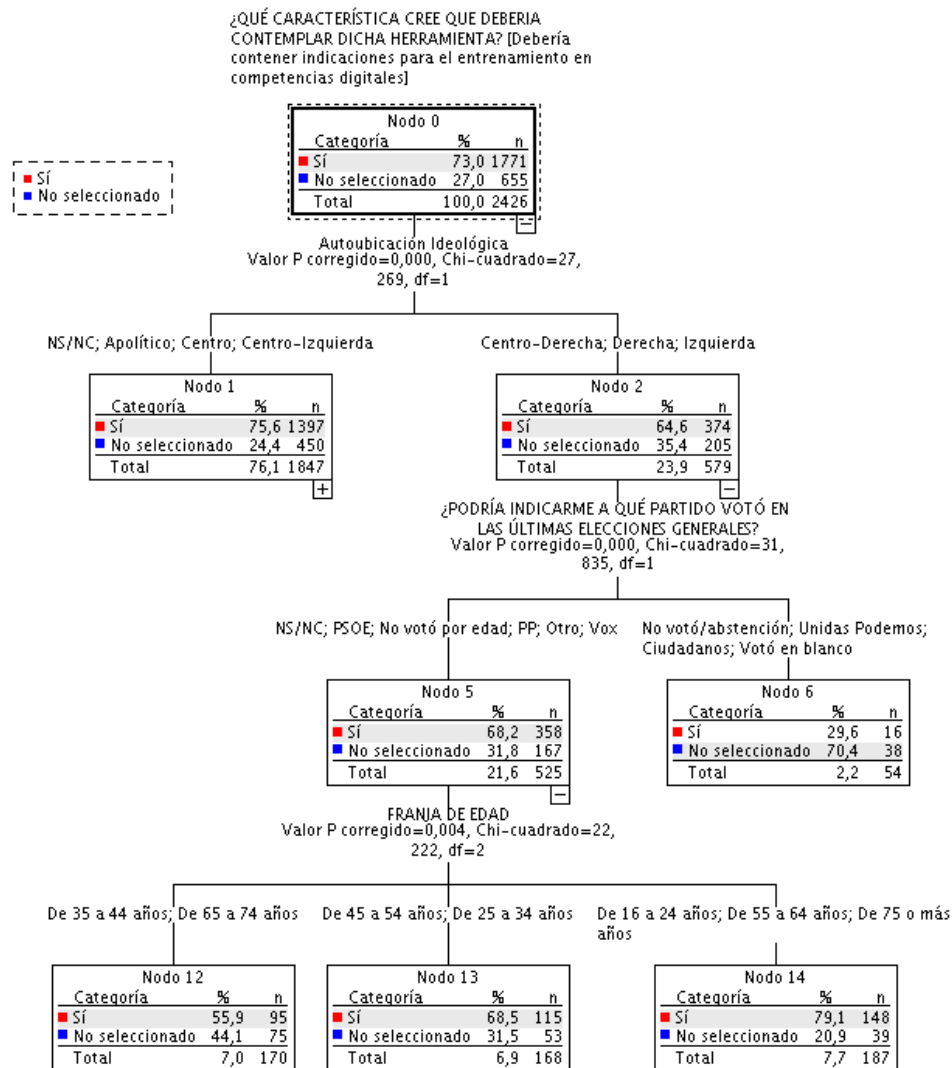 ¿QUÉ CARACTERÍSTICA CREE QUE DEBERIA
CONTEMPLAR DICHA HERRAMIENTA? [Debería
contener indicaciones para el entrenamiento en
competencias digitales]
Nodo 0
Categoría % n
Sí 73,0 1771
No seleccionado 27,0 655
Total 100,0 2426
Sí
No seleccionado
Autoubicación Ideológica
Valor P corregido=0,000, Chi-cuadrado=27,
269, df=1
NS/NC; Apolítico; Centro; Centro-Izquierda
Centro-Derecha; Derecha; Izquierda
Nodo 1
Categoría % n
Sí 75,6 1397
No seleccionado 24,4 450
Total 76,1 1847
Nodo 2
Categoría % n
Sí 64,6 374
No seleccionado 35,4 205
Total 23,9 579
¿PODRÍA INDICARME A QUÉ PARTIDO VOTÓ EN
LAS ÚLTIMAS ELECCIONES GENERALES?
Valor P corregido=0,000, Chi-cuadrado=31,
835, df=1
NS/NC; PSOE; No votó por edad; PP; Otro; Vox
No votó/abstención; Unidas Podemos;
Ciudadanos; Votó en blanco
Nodo 5
Categoría % n
Sí 68,2 358
No seleccionado 31,8 167
Total 21,6 525
Nodo 6
Categoría % n
Sí 29,6 16
No seleccionado 70,4 38
Total 2,2 54
FRANJA DE EDAD
Valor P corregido=0,004, Chi-cuadrado=22,
222, df=2
De 35 a 44 años; De 65 a 74 años
De 45 a 54 años; De 25 a 34 años
De 16 a 24 años; De 55 a 64 años; De 75 o más
años
Nodo 12
Categoría % n
Sí 55,9 95
No seleccionado 44,1 75
Total 7,0 170
Nodo 13
Categoría % n
Sí 68,5 115
No seleccionado 31,5 53
Total 6,9 168
Nodo 14
Categoría % n
Sí 79,1 148
No seleccionado 20,9 39
Total 7,7 187